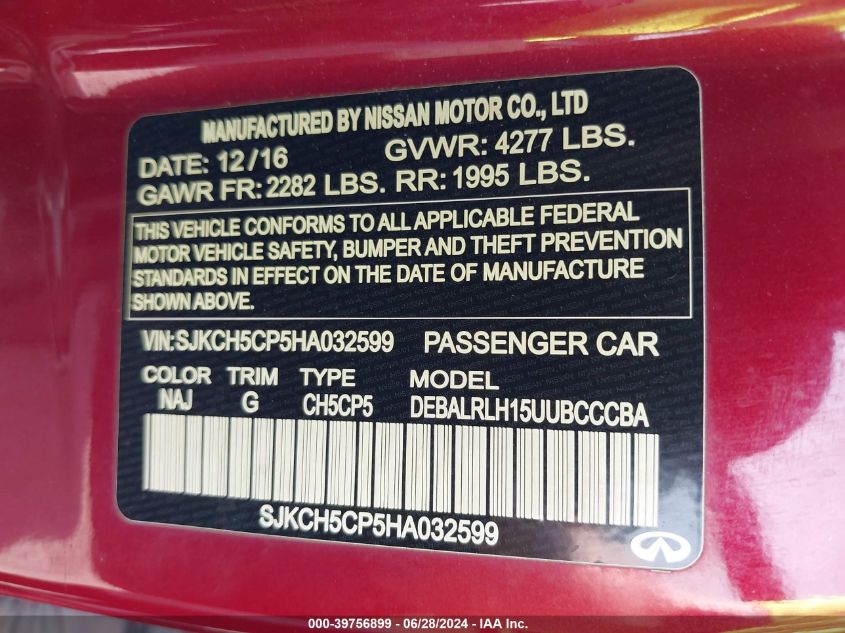 MANUFACTURED BY NISSAN MOTOR CO., LTD
DATE: 12/16 GVWR: 4277 LBS.
GAWR FR: 2282 LBS. RR: 1995 LBS.
THIS VEHICLE CONFORMS TO ALL APPLICABLE FEDERAL
MOTOR VEHICLE SAFETY, BUMPER AND THEFT PREVENTION
STANDARDS IN EFFECT ON THE DATE OF MANUFACTURE
SHOWN ABOVE.
VIN: SJKCH5CP5HA032599 PASSENGER CAR
COLOR TRIM TYPE MODEL
NAJ G CH5CP5 DEBALRLH15UUBCCCBA
SJKCH5CP5HA032599
000-39756899 - 06/28/2024 - IAA Inc.